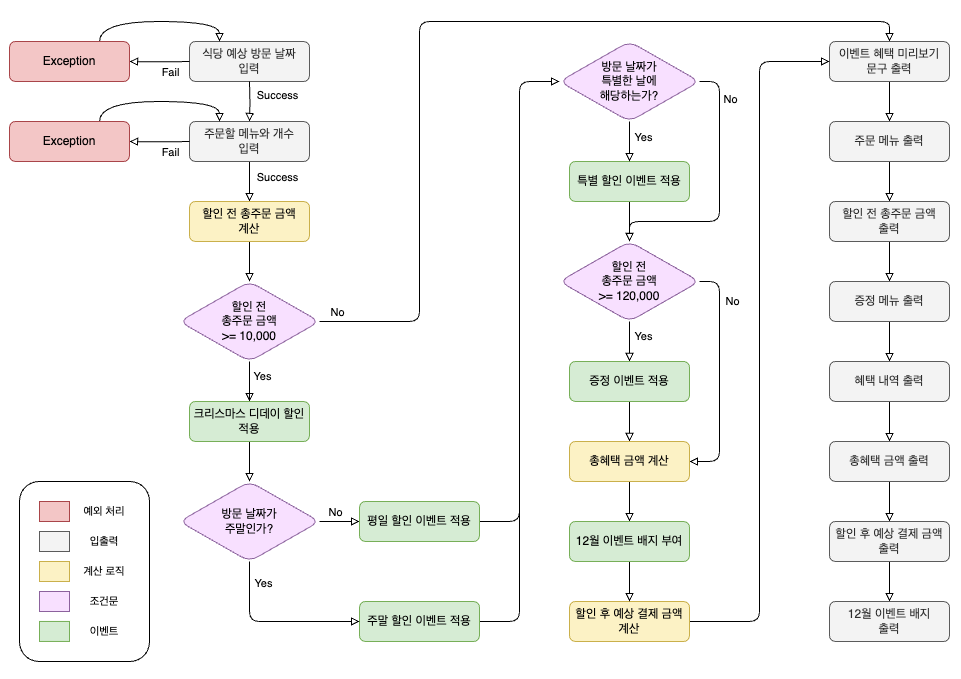 Exception
식당 예상 방문 날짜
입력
Fail
Success
Exception
주문할 메뉴와 개수
입력
Fail
Success
할인 전 총주문 금액
계산
할인 전
총주문 금액
>= 10,000
No
Yes
크리스마스 디데이 할인
적용
방문 날짜가
주말인가?
No
평일 할인 이벤트 적용
Yes
주말 할인 이벤트 적용
방문 날짜가
특별한 날에
해당하는가?
No
Yes
특별 할인 이벤트 적용
할인 전
총주문 금액
>= 120,000
No
Yes
증정 이벤트 적용
총혜택 금액 계산
12월 이벤트 배지 부여
할인 후 예상 결제 금액
계산
이벤트 혜택 미리보기
문구 출력
주문 메뉴 출력
할인 전 총주문 금액
출력
증정 메뉴 출력
혜택 내역 출력
총혜택 금액 출력
할인 후 예상 결제 금액
출력
12월 이벤트 배지
출력
예외 처리
입출력
계산 로직
조건문
이벤트